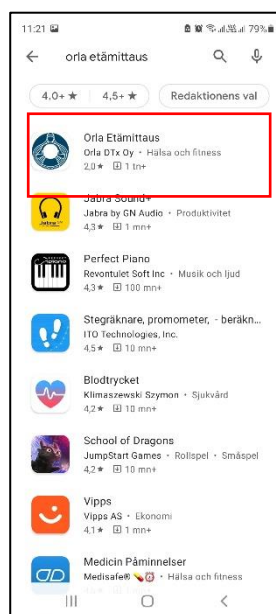 11:21 79%
orla etämittaus
4,0+ ★ 4,5+ ★ Redaktionens val
Orla Etämittaus
Orla DTx Oy • Hälsa och fitness
2,0 ★ 1 tn+
Jabra Sound+
Jabra by GN Audio • Produktivitet
4,3 ★ 1 mn+
Perfect Piano
Revontulet Soft Inc • Musik och ljud
4,3 ★ 100 mn+
Stegräknare, promometer, - beräkn...
ITO Technologies, Inc.
4,5 ★ 10 mn+
Blodtrycket
Klimaszewski Szymon • Sjukvård
4,2 ★ 10 mn+
School of Dragons
JumpStart Games • Rollspel • Småspel
4,2 ★ 10 mn+
Vipps
Vipps AS • Ekonomi
4,1 ★ 1 mn+
Medicin Påminnelser
Medisafe® 💊⏰ • Hälsa och fitness